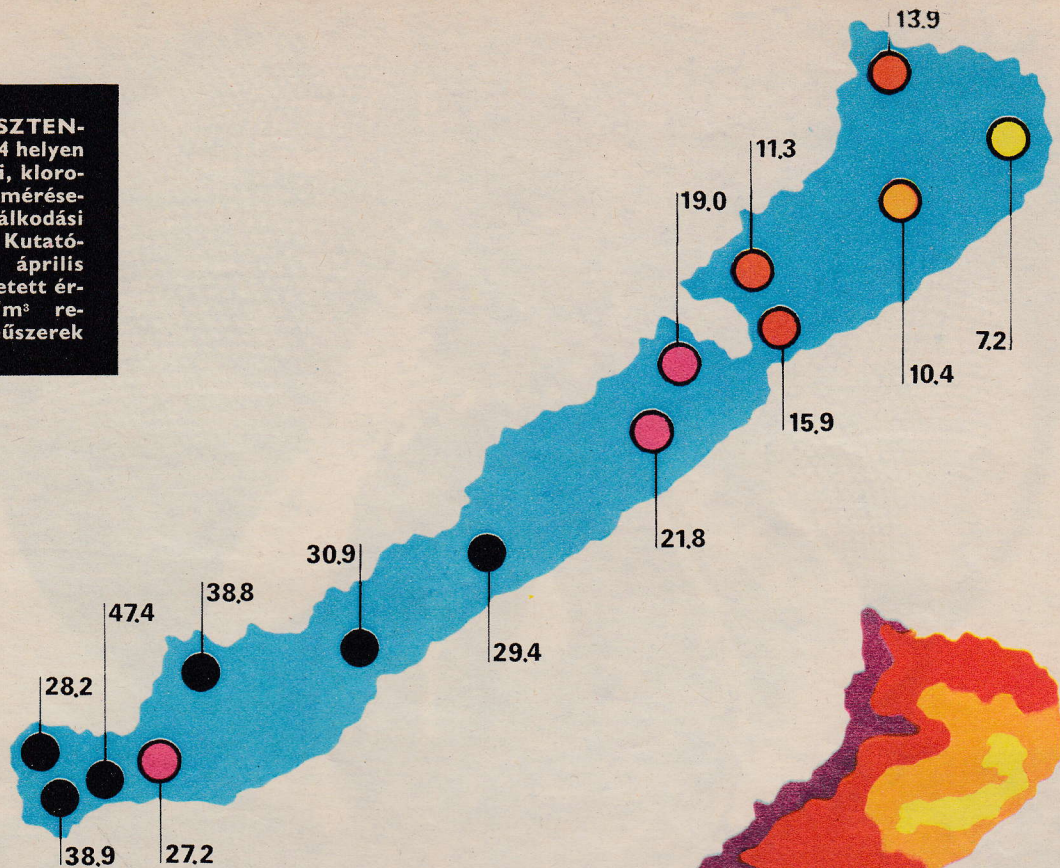 SZTEN-
4 helyen
i, kloro-
mérése-
álkodási
Kutató-
április
etett ér-
m³ re-
űszerek
13.9
11.3
19.0
7.2
10.4
15.9
21.8
30.9
29.4
38.8
47.4
28.2
38.9
27.2